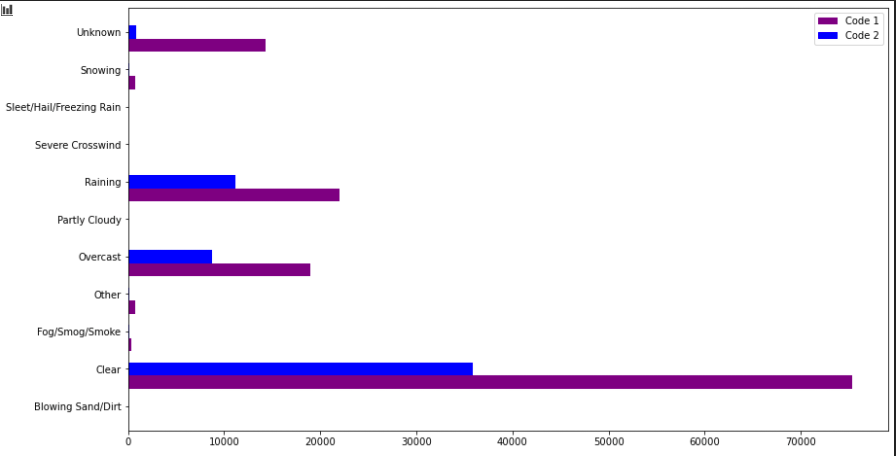 Code 1
Code 2
Unknown
Snowing
Sleet/Hail/Freezing Rain
Severe Crosswind
Raining
Partly Cloudy
Overcast
Other
Fog/Smog/Smoke
Clear
Blowing Sand/Dirt
0 10000 20000 30000 40000 50000 60000 70000